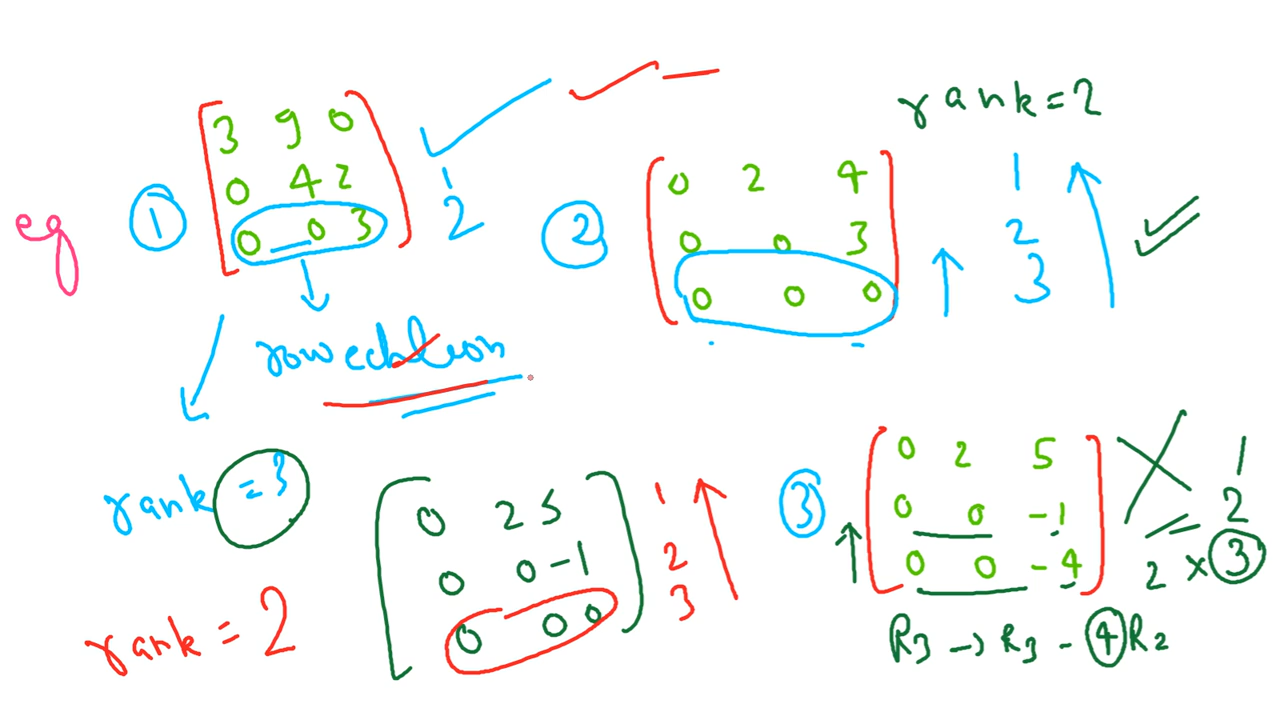 eg
①
3 9 0
0 4 2
0 0 3
1
2
row echleon
rank = 3
②
0 2 4
0 0 3
0 0 0
rank = 2
1
2
3
③
0 2 5
0 0 -1
0 0 -4
1
2
2 × 3
R3 → R3 - 4R2
0 2 5
0 0 -1
0 0 0
1
2
3
rank = 2